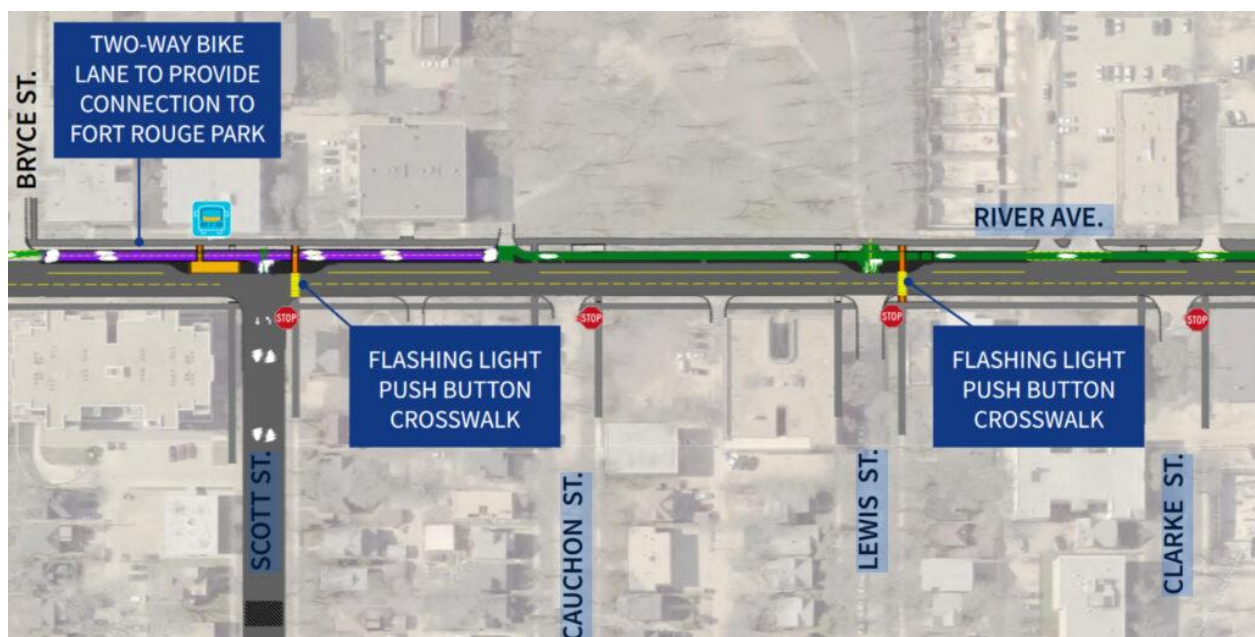 TWO-WAY BIKE
LANE TO PROVIDE
CONNECTION TO
FORT ROUGE PARK
BRYCE ST.
RIVER AVE.
STOP
STOP
STOP
STOP
FLASHING LIGHT
PUSH BUTTON
CROSSWALK
FLASHING LIGHT
PUSH BUTTON
CROSSWALK
SCOTT ST.
CAUCHON ST.
LEWIS ST.
CLARKE ST.